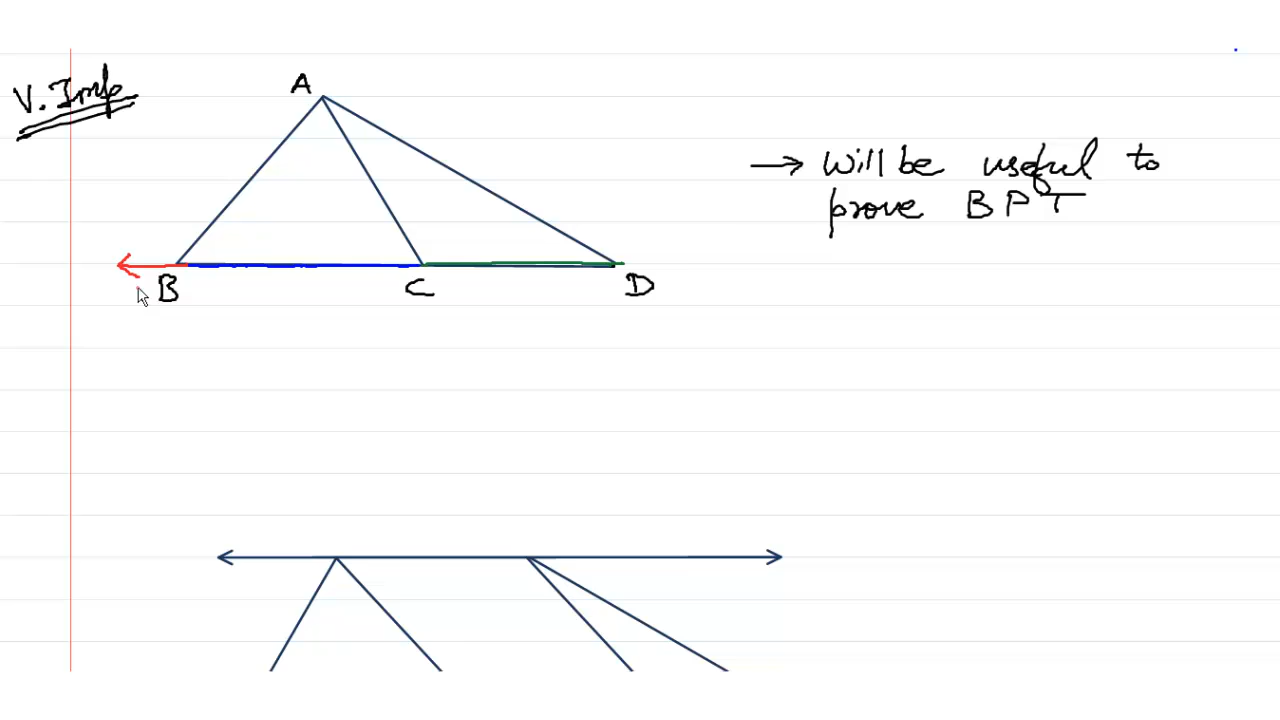 V. Imp
A
→ Will be useful to
prove BPT
B C D